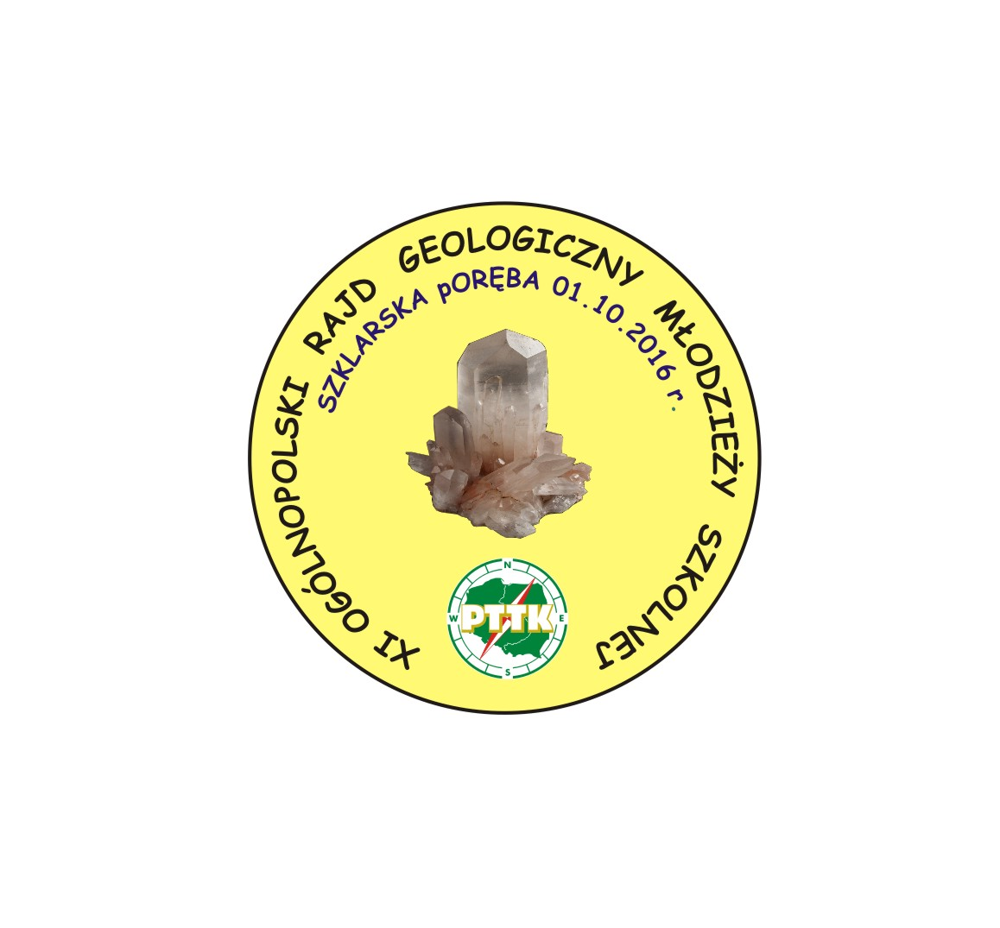 XI OGÓLNOPOLSKI RAJD GEOLOGICZNY MŁODZIEŻY SZKOLNEJ
SZKLARSKA pORĘBA 01.10.2016 r.
N
W PTTK E
S